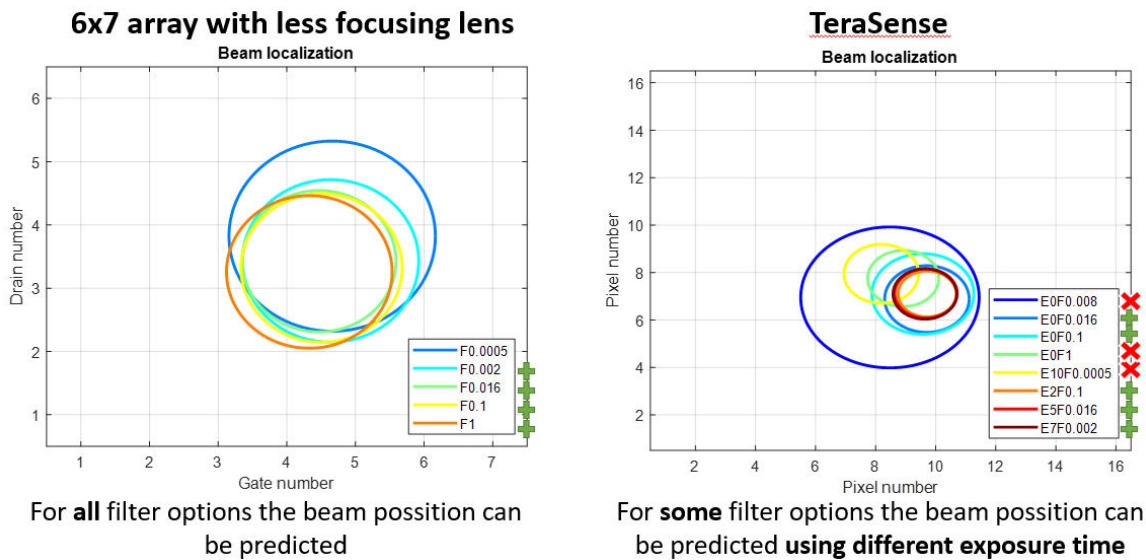 6x7 array with less focusing lens
Beam localization
6
5
4
3
2
1
Drain number
F0.0005
F0.002
F0.016
F0.1
F1
1 2 3 4 5 6 7
Gate number
For all filter options the beam possition can
be predicted
TeraSense
Beam localization
16
14
12
10
8
6
4
2
Pixel number
E0F0.008
E0F0.016
E0F0.1
E0F1
E10F0.0005
E2F0.1
E5F0.016
E7F0.002
2 4 6 8 10 12 14 16
Pixel number
For some filter options the beam possition can
be predicted using different exposure time